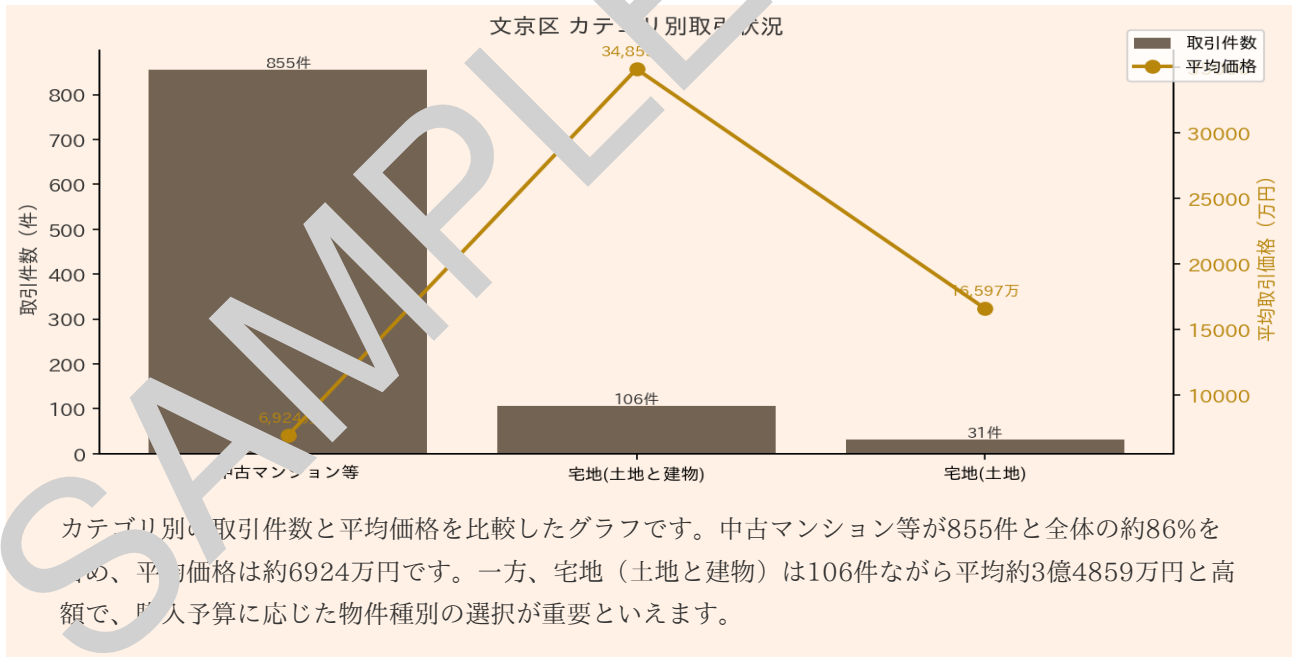 文京区 カテゴリ別取引状況
取引件数
平均価格
855件
34,85
6,924
106件
16,597万
31件
取引件数（件）
800
700
600
500
400
300
200
100
0
30000
25000
20000
15000
10000
平均取引価格（万円）
中古マンション等
宅地(土地と建物)
宅地(土地)
カテゴリ別の取引件数と平均価格を比較したグラフです。中古マンション等が855件と全体の約86%を
占め、平均価格は約6924万円です。一方、宅地（土地と建物）は106件ながら平均約3億4859万円と高
額で、購入予算に応じた物件種別の選択が重要といえます。
SAMPLE